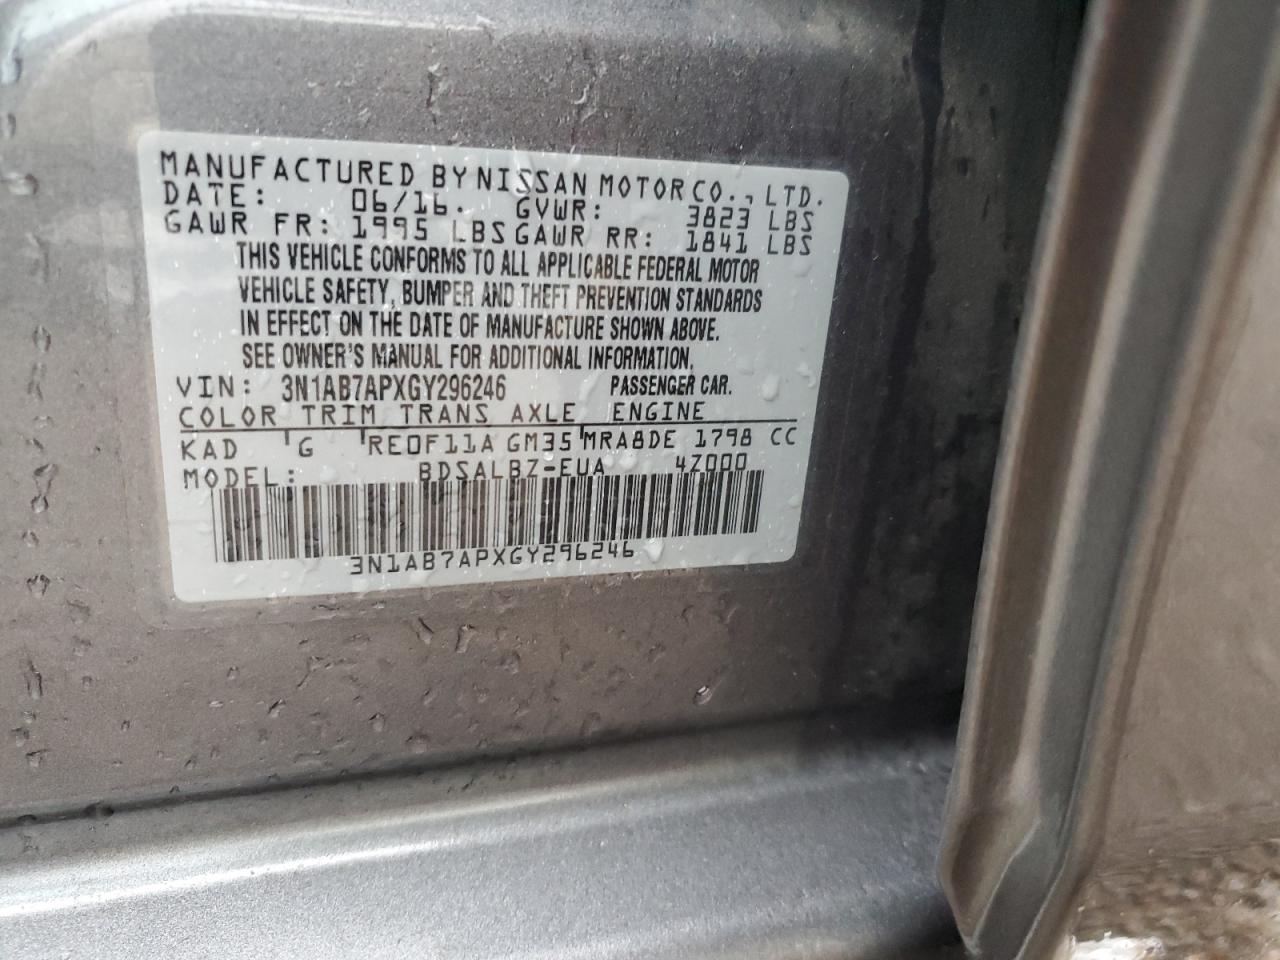 MANUFACTURED BY NISSAN MOTOR CO., LTD.
DATE: 06/16. GVWR: 3823 LBS
GAWR FR: 1995 LBS GAWR RR: 1841 LBS
THIS VEHICLE CONFORMS TO ALL APPLICABLE FEDERAL MOTOR
VEHICLE SAFETY, BUMPER AND THEFT PREVENTION STANDARDS
IN EFFECT ON THE DATE OF MANUFACTURE SHOWN ABOVE.
SEE OWNER'S MANUAL FOR ADDITIONAL INFORMATION.
VIN: 3N1AB7APXGY296246 PASSENGER CAR.
COLOR TRIM TRANS AXLE ENGINE
KAD G RE0F11A GM35 MRA8DE 1798 CC
MODEL: BDSALBZ-EUA 4Z000
3N1AB7APXGY296246